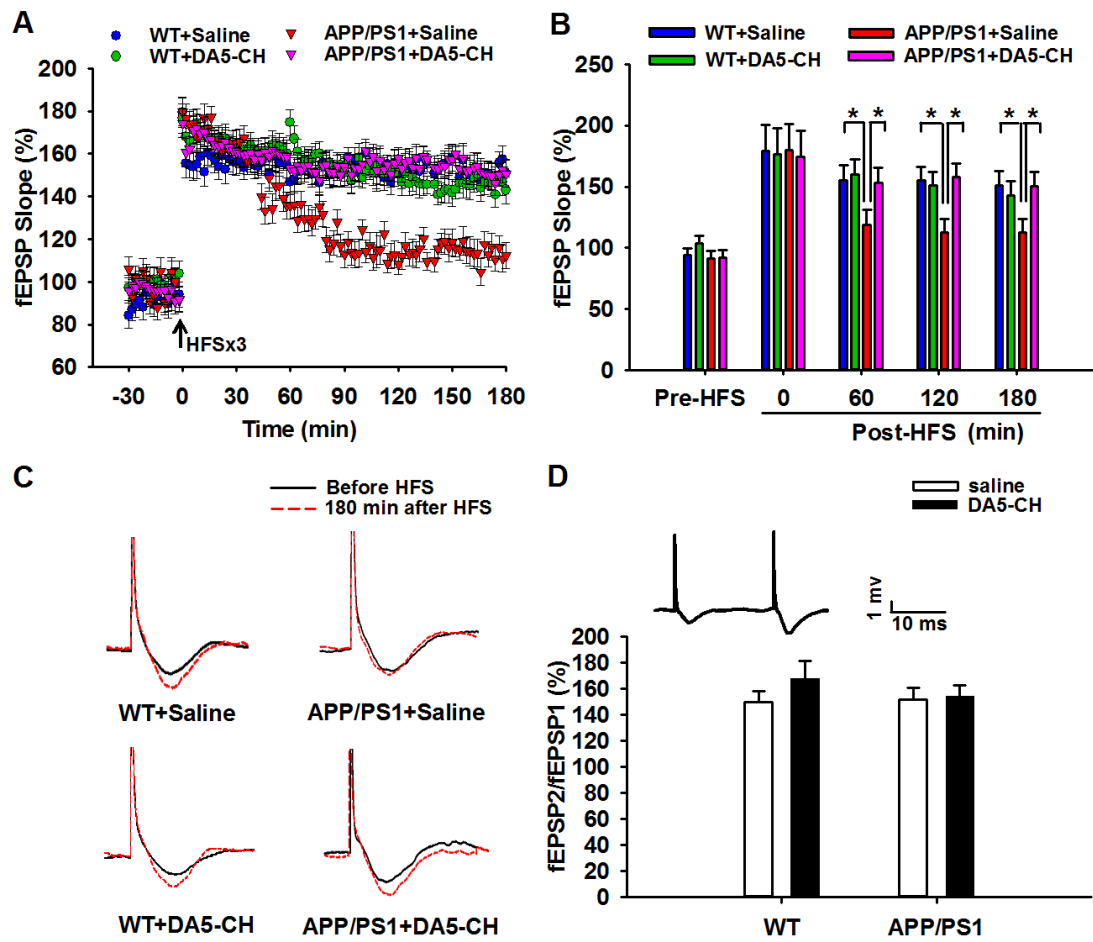 A
WT+Saline APP/PS1+Saline
WT+DA5-CH APP/PS1+DA5-CH
fEPSP Slope (%)
200
180
160
140
120
100
80
60
HFSx3
-30 0 30 60 90 120 150 180
Time (min)
B
WT+Saline APP/PS1+Saline
WT+DA5-CH APP/PS1+DA5-CH
fEPSP Slope (%)
250
200
150
100
50
0
* * * * * *
Pre-HFS 0 60 120 180
Post-HFS (min)
C
Before HFS
180 min after HFS
WT+Saline APP/PS1+Saline
WT+DA5-CH APP/PS1+DA5-CH
D
saline
DA5-CH
1 mv
10 ms
fEPSP2/fEPSP1 (%)
200
180
160
140
120
100
80
60
40
20
0
WT APP/PS1